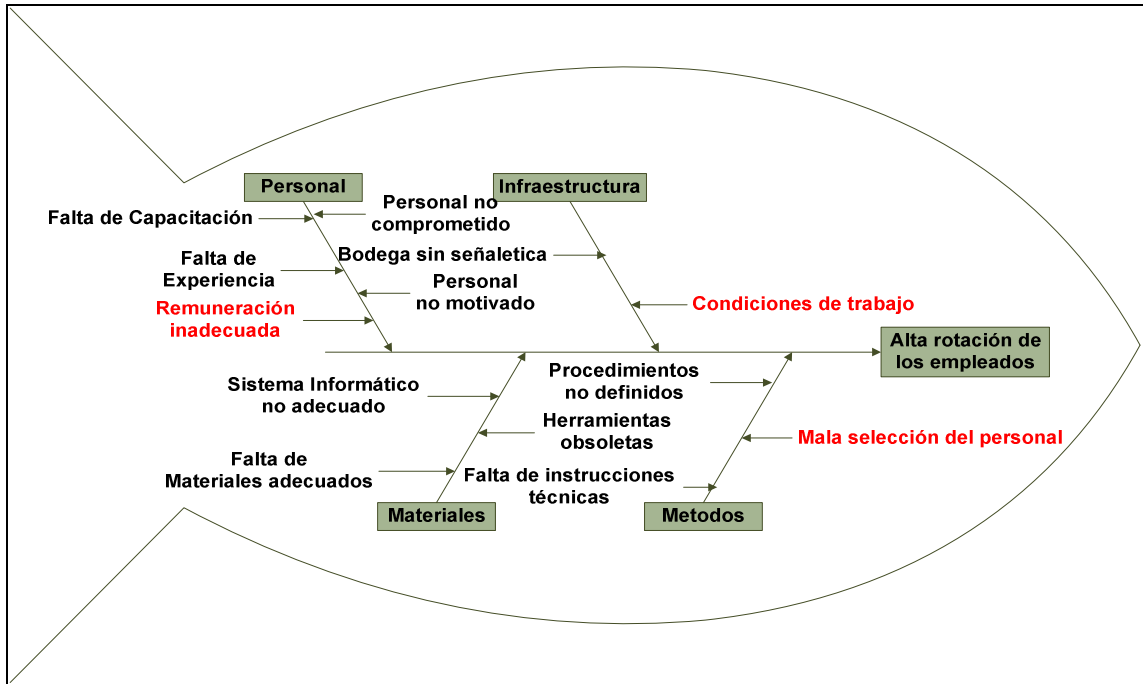 Personal
Infraestructura
Falta de Capacitación
Personal no
comprometido
Bodega sin señaletica
Falta de
Experiencia
Personal
no motivado
Remuneración
inadecuada
Condiciones de trabajo
Alta rotación de
los empleados
Sistema Informático
no adecuado
Procedimientos
no definidos
Herramientas
obsoletas
Mala selección del personal
Falta de
Materiales adecuados
Falta de instrucciones
técnicas
Materiales
Metodos